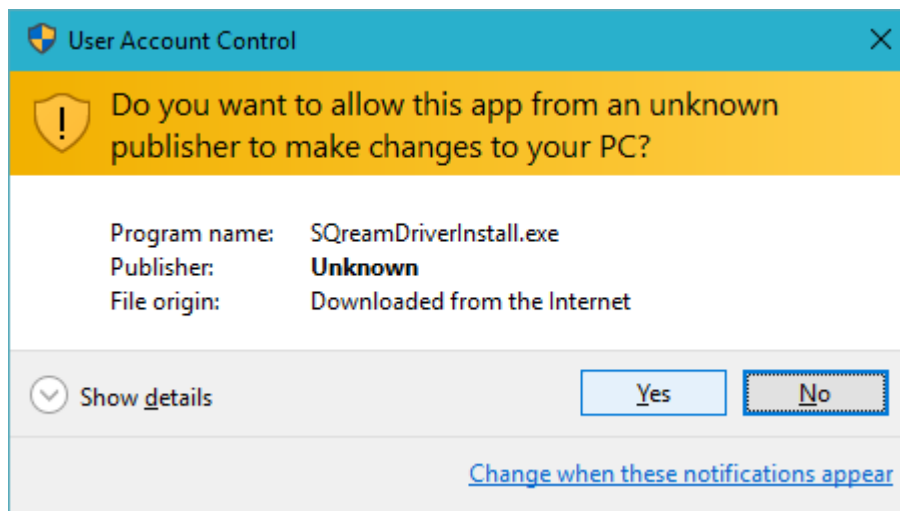 User Account Control
Do you want to allow this app from an unknown
publisher to make changes to your PC?
Program name: SQreamDriverInstall.exe
Publisher: Unknown
File origin: Downloaded from the Internet
Show details
Yes No
Change when these notifications appear